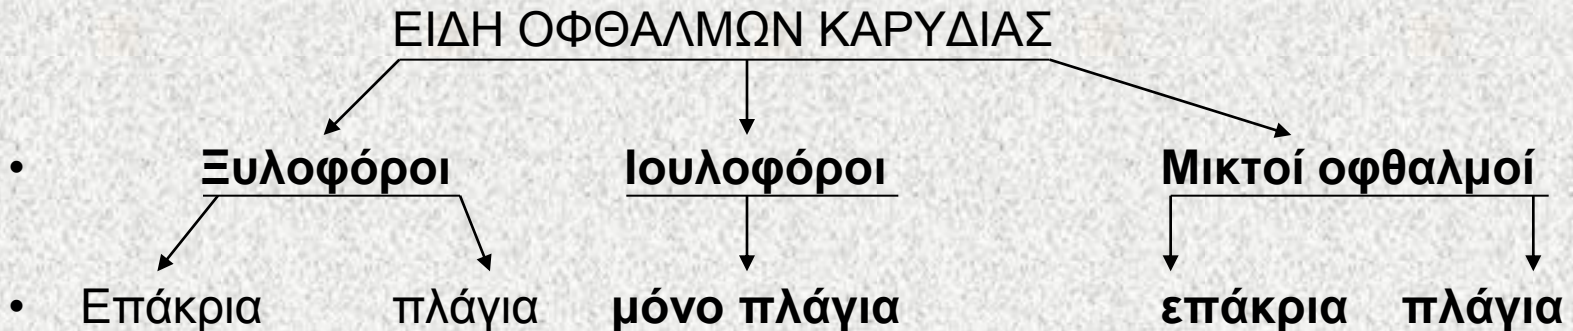 ΕΙΔΗ ΟΦΘΑΛΜΩΝ ΚΑΡΥΔΙΑΣ
• Ξυλοφόροι Ιουλοφόροι Μικτοί οφθαλμοί
• Επάκρια πλάγια μόνο πλάγια επάκρια πλάγια